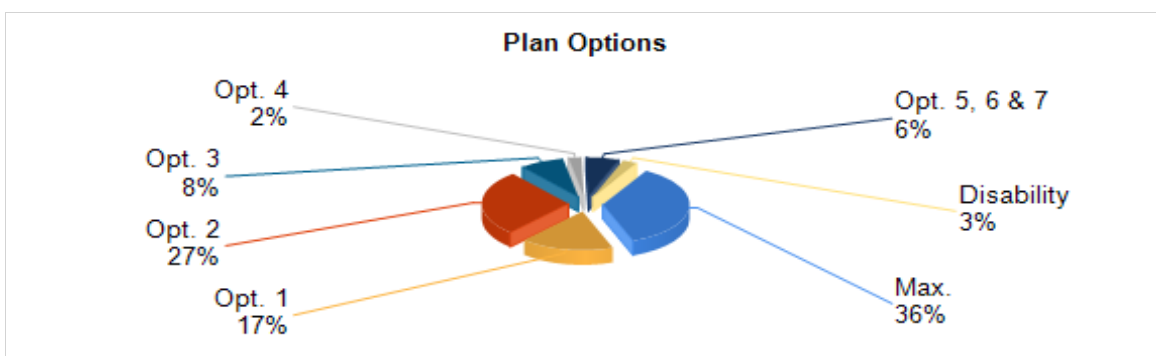 Plan Options
Opt. 4
2%
Opt. 5, 6 & 7
6%
Opt. 3
8%
Disability
3%
Opt. 2
27%
Max.
36%
Opt. 1
17%